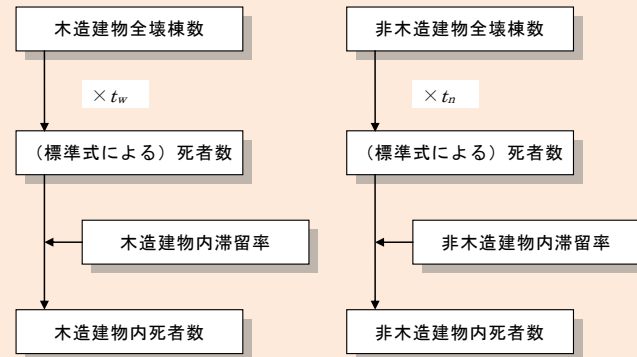 木造建物全壊棟数
非木造建物全壊棟数
×tw
×tn
（標準式による）死者数
（標準式による）死者数
木造建物内滞留率
非木造建物内滞留率
木造建物内死者数
非木造建物内死者数